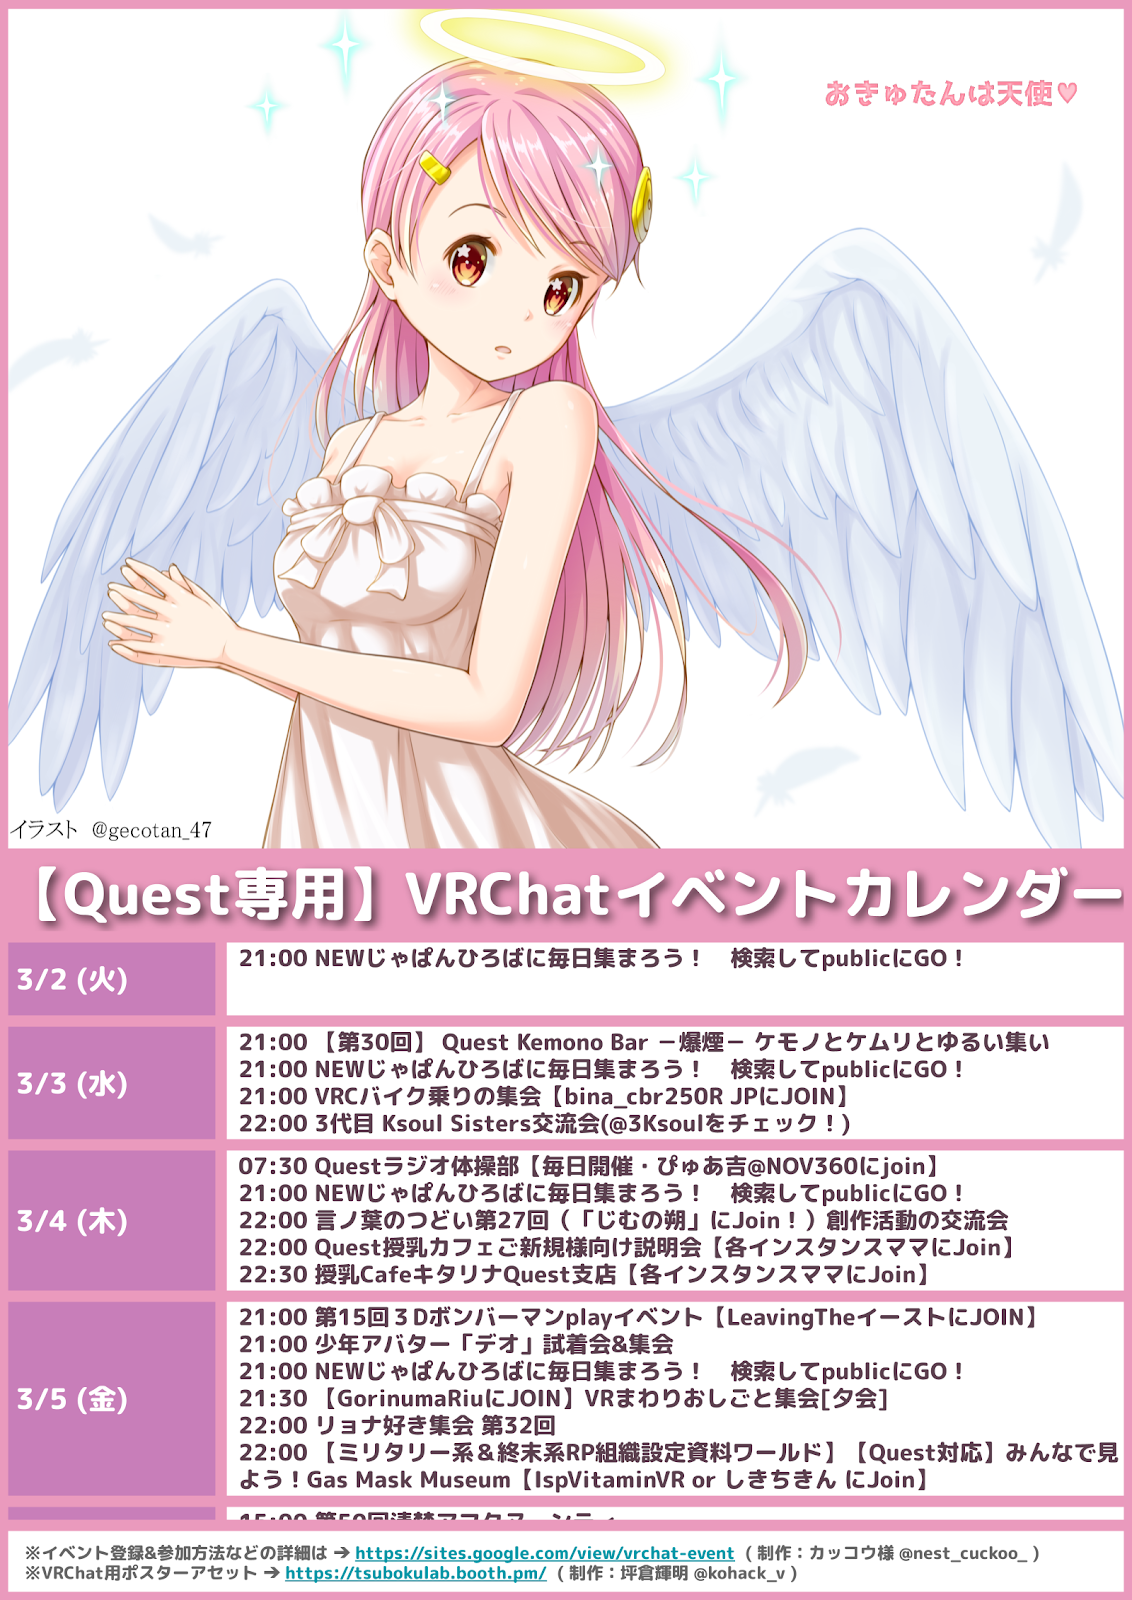 おきゅたんは天使♥
イラスト @gecotan_47
【Quest専用】VRChatイベントカレンダー
3/2 (火)
21:00 NEWじゃぱんひろばに毎日集まろう！　検索してpublicにGO！
3/3 (水)
21:00 【第30回】 Quest Kemono Bar －爆煙－ ケモノとケムリとゆるい集い
21:00 NEWじゃぱんひろばに毎日集まろう！　検索してpublicにGO！
21:00 VRCバイク乗りの集会【bina_cbr250R JPにJOIN】
22:00 3代目 Ksoul Sisters交流会(@3Ksoulをチェック！)
3/4 (木)
07:30 Questラジオ体操部【毎日開催・ぴゅあ吉@NOV360にjoin】
21:00 NEWじゃぱんひろばに毎日集まろう！　検索してpublicにGO！
22:00 言ノ葉のつどい第27回（「じむの朔」にJoin！）創作活動の交流会
22:00 Quest授乳カフェご新規様向け説明会【各インスタンスママにJoin】
22:30 授乳CafeキタリナQuest支店【各インスタンスママにJoin】
3/5 (金)
21:00 第15回３Dボンバーマンplayイベント【LeavingTheイーストにJOIN】
21:00 少年アバター「デオ」試着会&集会
21:00 NEWじゃぱんひろばに毎日集まろう！　検索してpublicにGO！
21:30 【GorinumaRiuにJOIN】VRまわりおしごと集会[夕会]
22:00 リョナ好き集会 第32回
22:00 【ミリタリー系＆終末系RP組織設定資料ワールド】【Quest対応】みんなで見
よう！Gas Mask Museum【IspVitaminVR or しきちきん にJoin】
15:00 第50回
※イベント登録&参加方法などの詳細は ➔ https://sites.google.com/view/vrchat-event ( 制作：カッコウ様 @nest_cuckoo_ )
※VRChat用ポスターアセット ➔ https://tsubokulab.booth.pm/ ( 制作：坪倉輝明 @kohack_v )